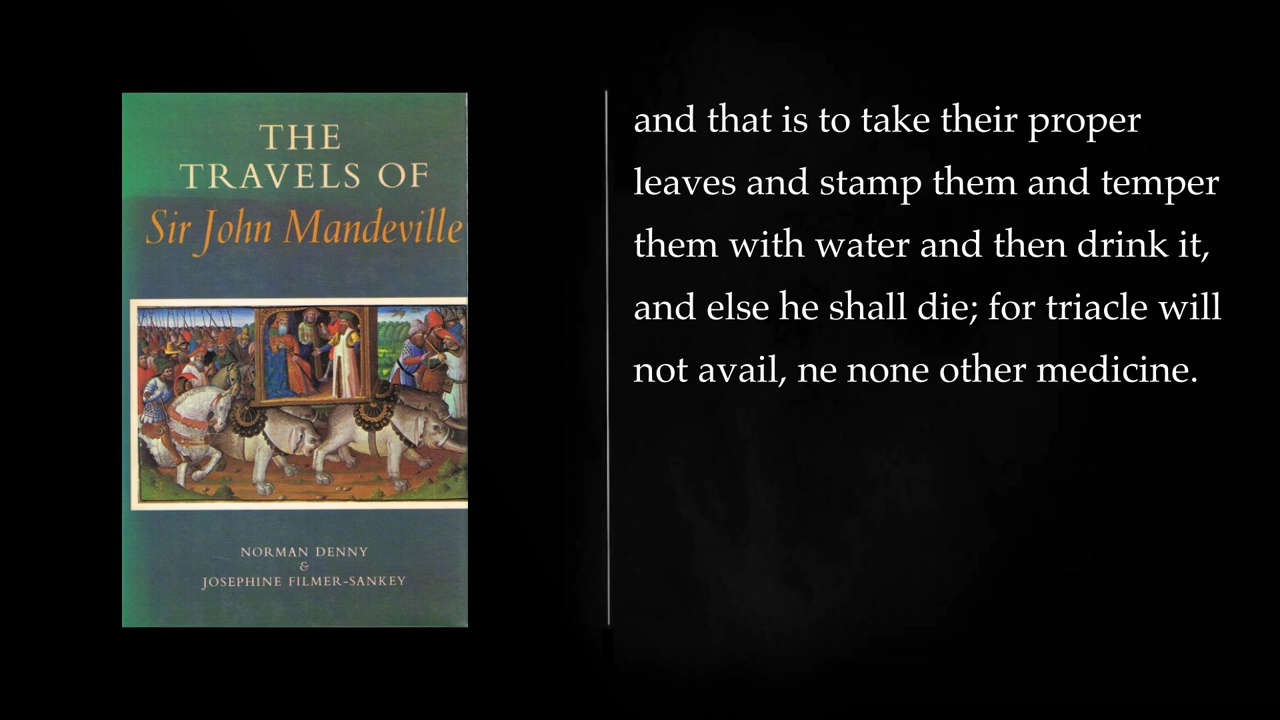 THE
TRAVELS OF
Sir John Mandeville
NORMAN DENNY
&
JOSEPHINE FILMER-SANKEY
and that is to take their proper
leaves and stamp them and temper
them with water and then drink it,
and else he shall die; for triacle will
not avail, ne none other medicine.